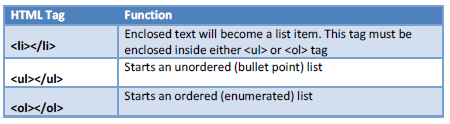 HTML Tag Function
Enclosed text will become a list item. This tag must be
<li></li> enclosed inside either <ul> or <ol> tag
Starts an unordered (bullet point) list
<ul></ul>
Starts an ordered (enumerated) list
<ol></ol>